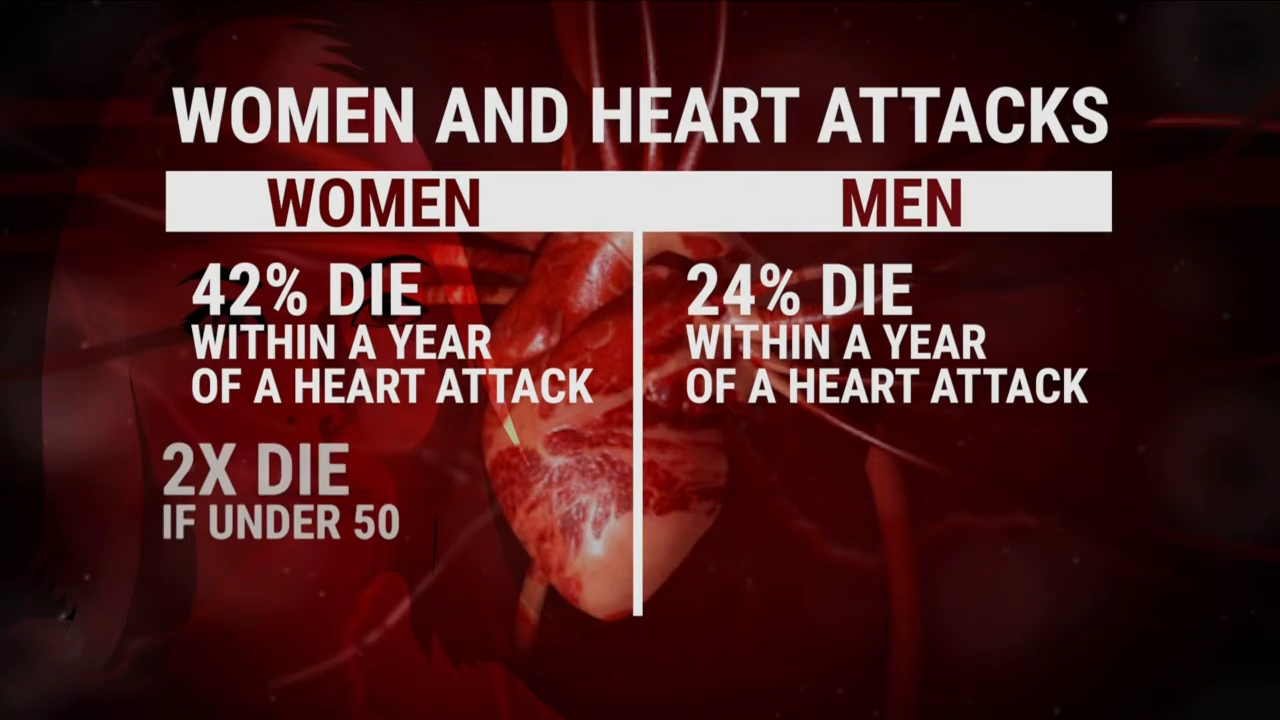 WOMEN AND HEART ATTACKS
WOMEN
42% DIE
WITHIN A YEAR
OF A HEART ATTACK
2X DIE
IF UNDER 50
MEN
24% DIE
WITHIN A YEAR
OF A HEART ATTACK